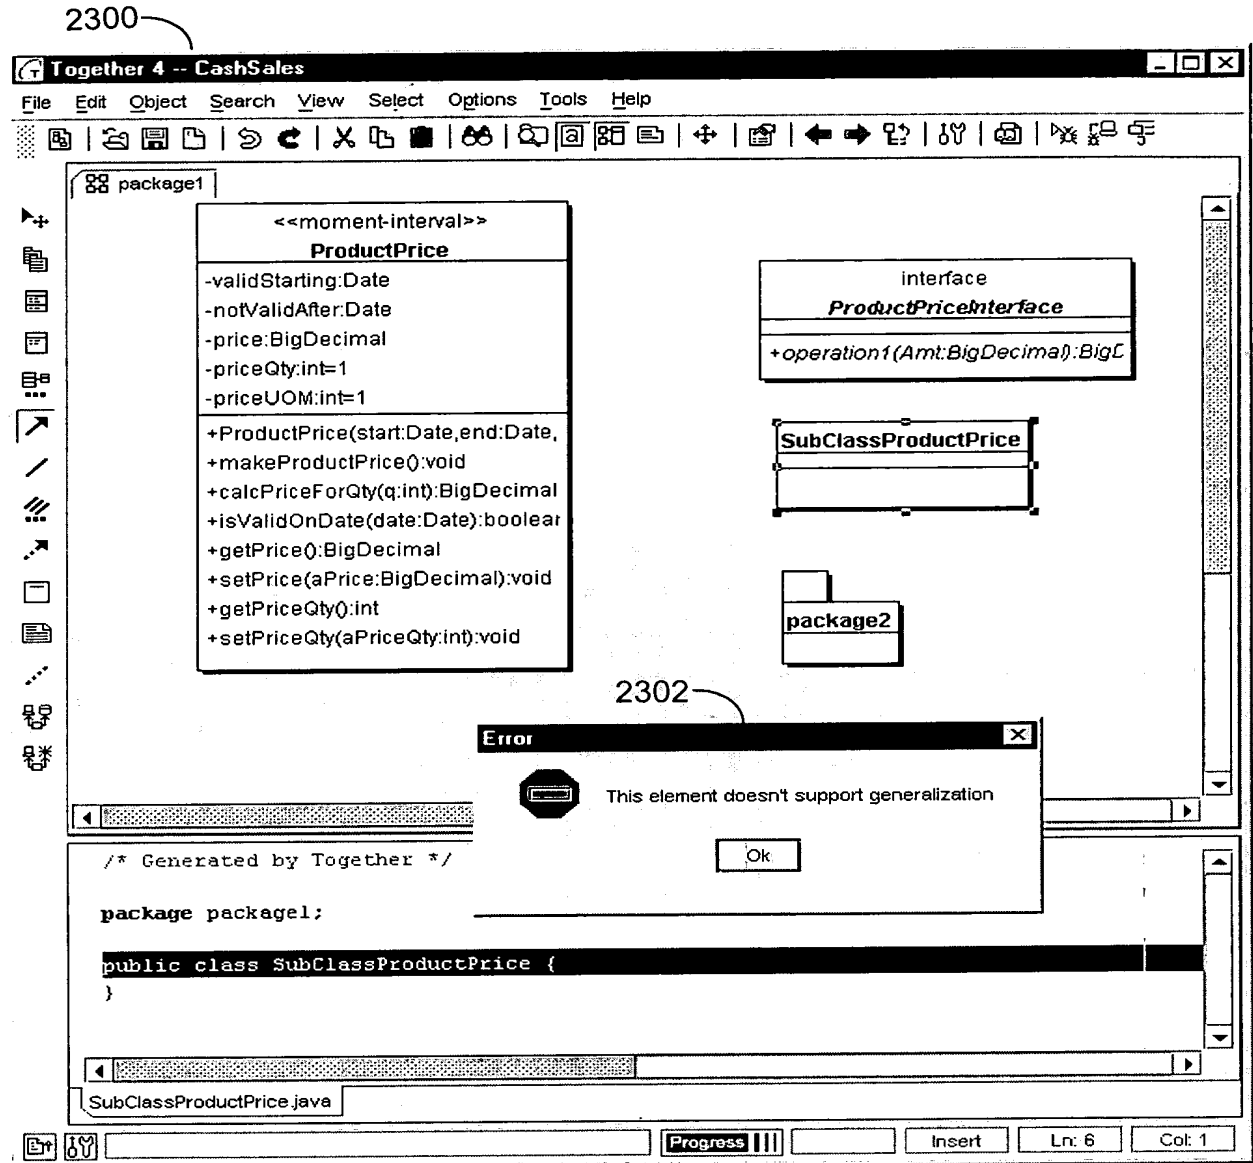 2300
Together 4 -- CashSales
File Edit Object Search View Select Options Tools Help
package1
<<moment-interval>>
ProductPrice
-validStarting:Date
-notValidAfter:Date
-price:BigDecimal
-priceQty:int=1
-priceUOM:int=1
+ProductPrice(start:Date,end:Date,
+makeProductPrice():void
+calcPriceForQty(q:int):BigDecimal
+isValidOnDate(date:Date):boolear
+getPrice():BigDecimal
+setPrice(aPrice:BigDecimal):void
+getPriceQty():int
+setPriceQty(aPriceQty:int):void
interface
ProductPriceInterface
+operation1(Amt:BigDecimal):BigD
SubClassProductPrice
package2
2302
Error
This element doesn't support generalization
Ok
/* Generated by Together */
package package1;
public class SubClassProductPrice {
}
SubClassProductPrice.java
Progress
Insert
Ln: 6
Col: 1